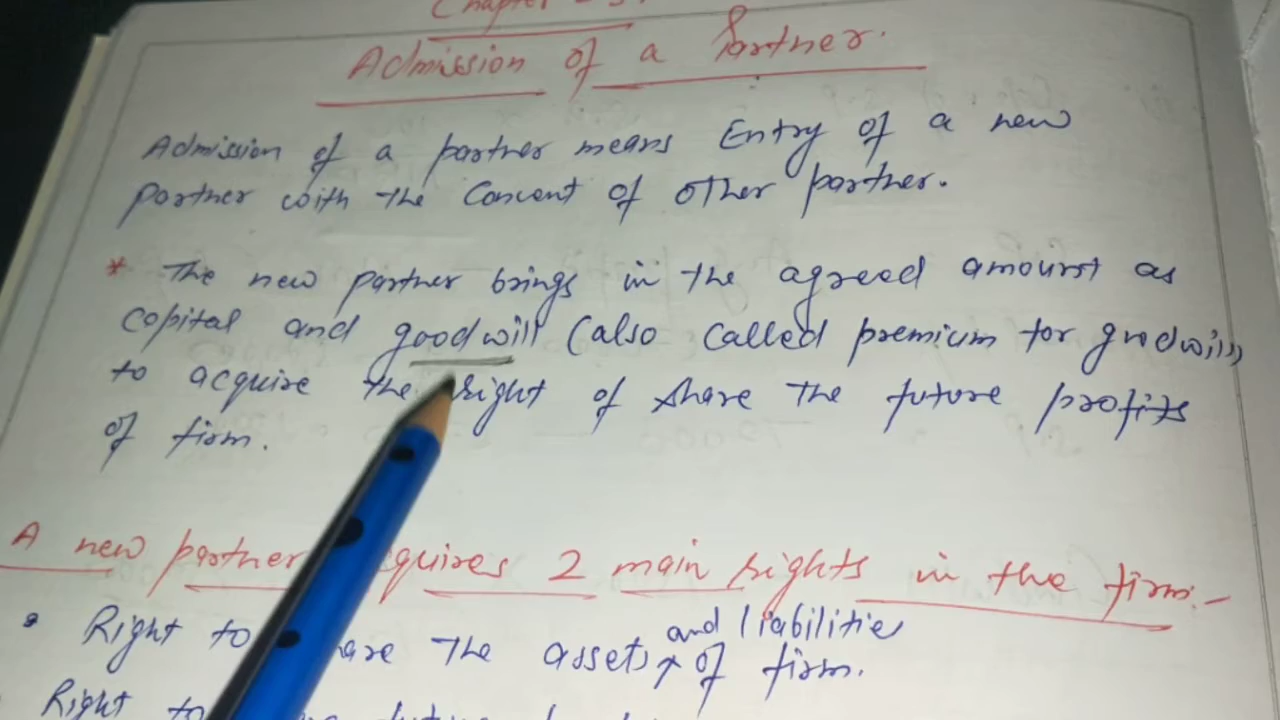 Chapter - 3.
Admission of a Partner.
Admission of a partner means Entry of a new
partner with the Concent of other partner.
* The new partner brings in the agreed amount as
capital and goodwill (also called premium for goodwill)
to acquire the right of share the future profits
of firm.
A new partner acquires 2 main rights in the firm.-
and liabilities
• Right to share the assets of firm.
Right to future